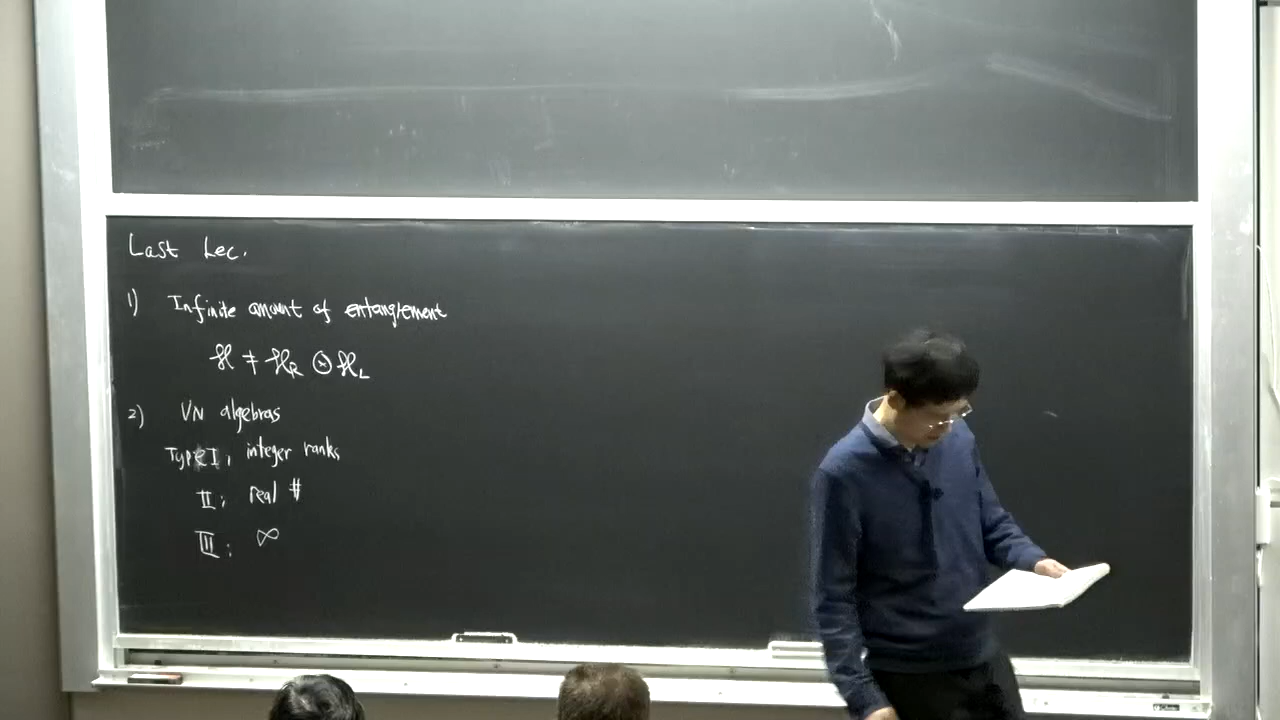 Last Lec.
1) Infinite amount of entanglement
ℋ ≠ ℋ_R ⊗ ℋ_L
2) VN algebras
Type I; integer ranks
II; real #
III; ∞